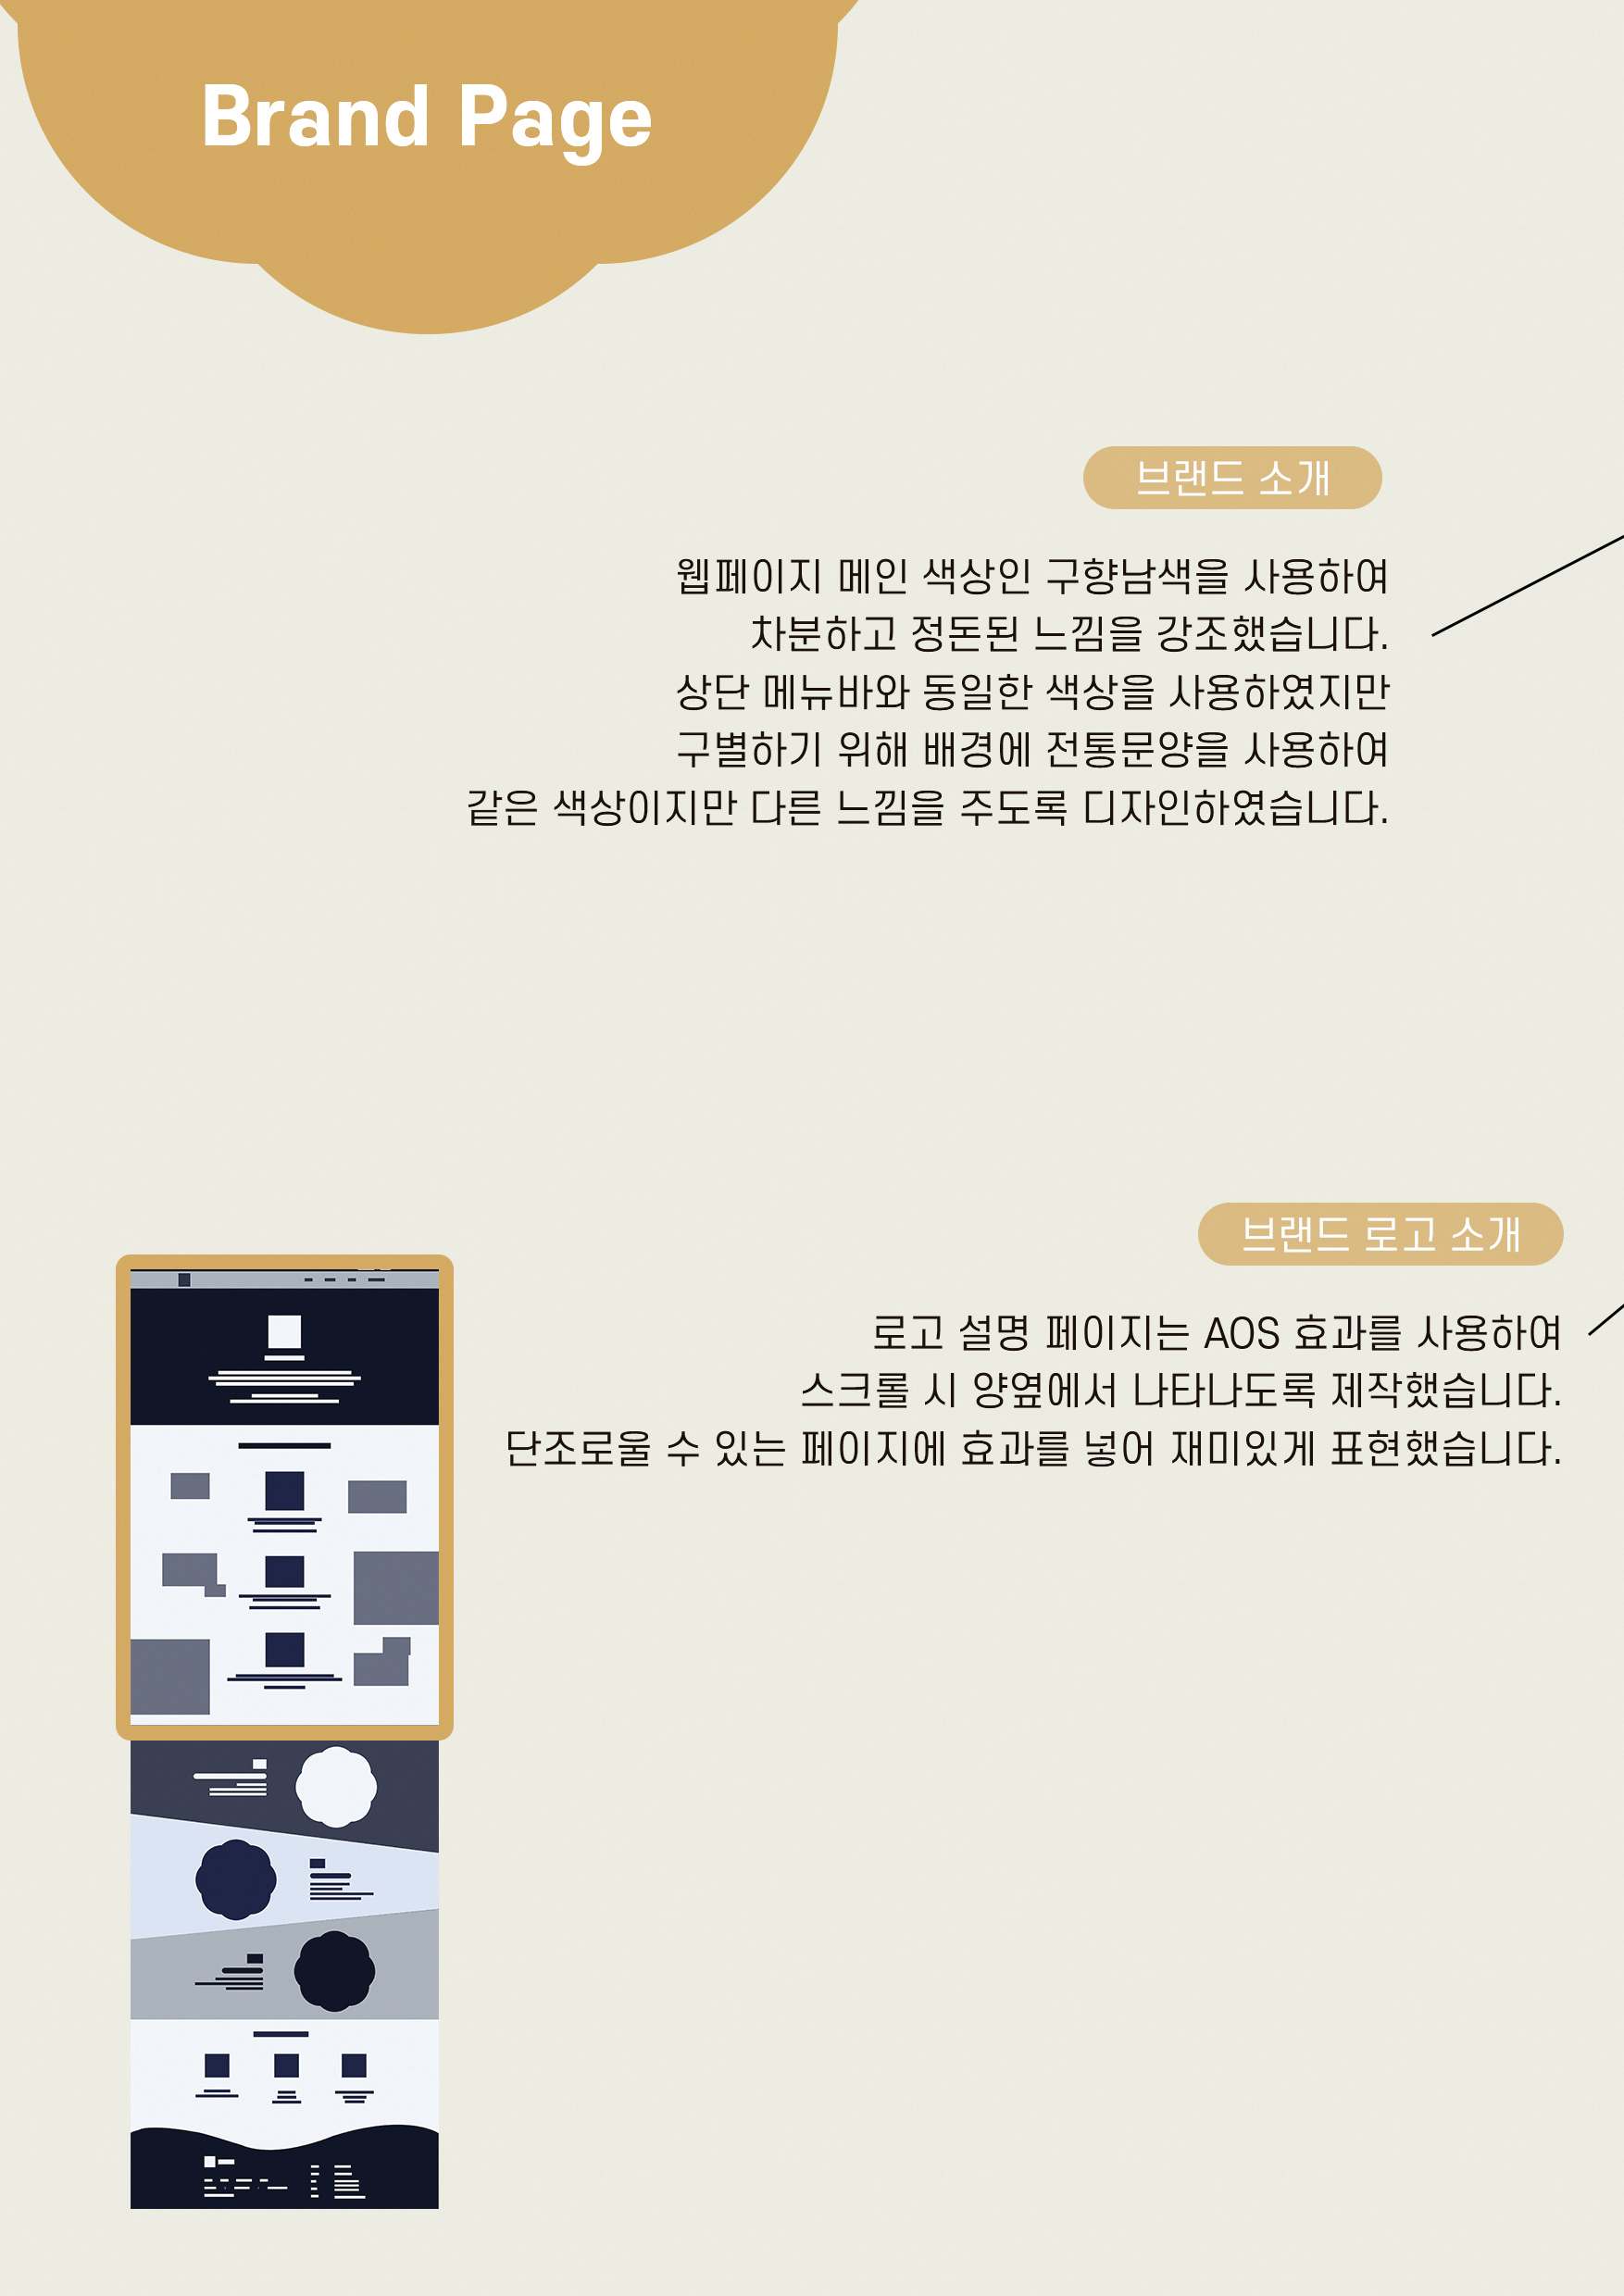 Brand Page
브랜드 소개
웹페이지 메인 색상인 구향남색을 사용하여
차분하고 정돈된 느낌을 강조했습니다.
상단 메뉴바와 동일한 색상을 사용하였지만
구별하기 위해 배경에 전통문양을 사용하여
같은 색상이지만 다른 느낌을 주도록 디자인하였습니다.
브랜드 로고 소개
로고 설명 페이지는 AOS 효과를 사용하여
스크롤 시 양옆에서 나타나도록 제작했습니다.
단조로울 수 있는 페이지에 효과를 넣어 재미있게 표현했습니다.